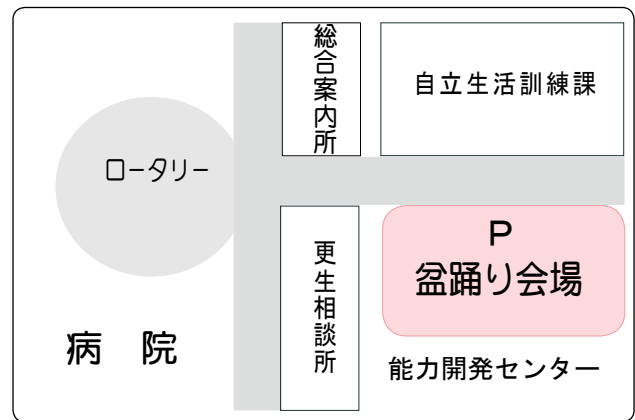 総合案内所
自立生活訓練課
ロータリー
P
盆踊り会場
更生相談所
病 院
能力開発センター